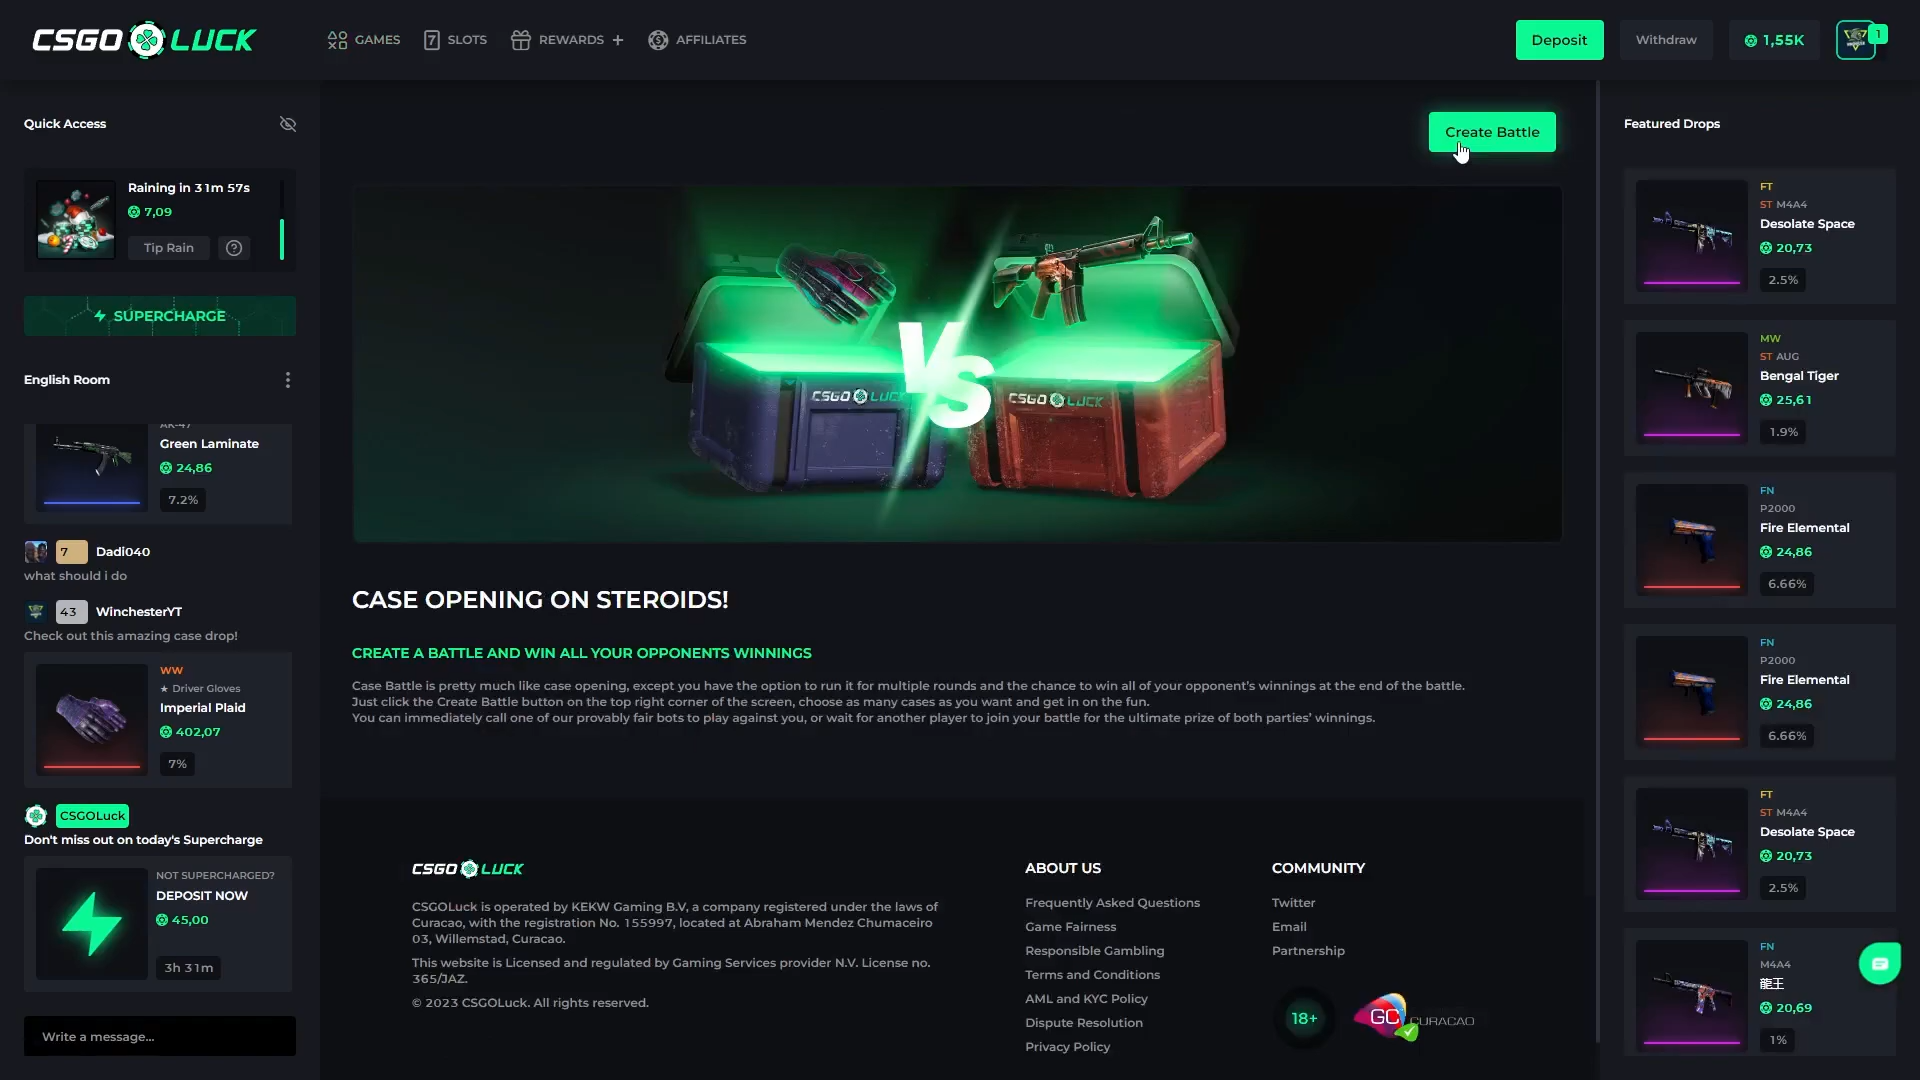 CSGO LUCK
GAMES
SLOTS
REWARDS
AFFILIATES
Deposit
Withdraw
1,55K
1
Quick Access
Raining in 31m 57s
7,09
Tip Rain
?
SUPERCHARGE
English Room
AK-47
Green Laminate
24,86
7.2%
7
Dadi040
what should i do
43
WinchesterYT
Check out this amazing case drop!
WW
★ Driver Gloves
Imperial Plaid
402,07
7%
CSGOLuck
Don't miss out on today's Supercharge
NOT SUPERCHARGED?
DEPOSIT NOW
45,00
3h 31m
Write a message...
Create Battle
VS
CSGO LUCK
CSGO LUCK
CASE OPENING ON STEROIDS!
CREATE A BATTLE AND WIN ALL YOUR OPPONENTS WINNINGS
Case Battle is pretty much like case opening, except you have the option to run it for multiple rounds and the chance to win all of your opponent's winnings at the end of the battle.
Just click the Create Battle button on the top right corner of the screen, choose as many cases as you want and get in on the fun.
You can immediately call one of our provably fair bots to play against you, or wait for another player to join your battle for the ultimate prize of both parties' winnings.
CSGO LUCK
CSGOLuck is operated by KEKW Gaming B.V, a company registered under the laws of
Curacao, with the registration No. 155997, located at Abraham Mendez Chumaceiro
03, Willemstad, Curacao.
This website is Licensed and regulated by Gaming Services provider N.V. License no.
365/JAZ.
© 2023 CSGOLuck. All rights reserved.
ABOUT US
Frequently Asked Questions
Game Fairness
Responsible Gambling
Terms and Conditions
AML and KYC Policy
Dispute Resolution
Privacy Policy
COMMUNITY
Twitter
Email
Partnership
18+
GC CURACAO
Featured Drops
FT
ST M4A4
Desolate Space
20,73
2.5%
MW
ST AUG
Bengal Tiger
25,61
1.9%
FN
P2000
Fire Elemental
24,86
6.66%
FN
P2000
Fire Elemental
24,86
6.66%
FT
ST M4A4
Desolate Space
20,73
2.5%
FN
M4A4
龍王
20,69
1%